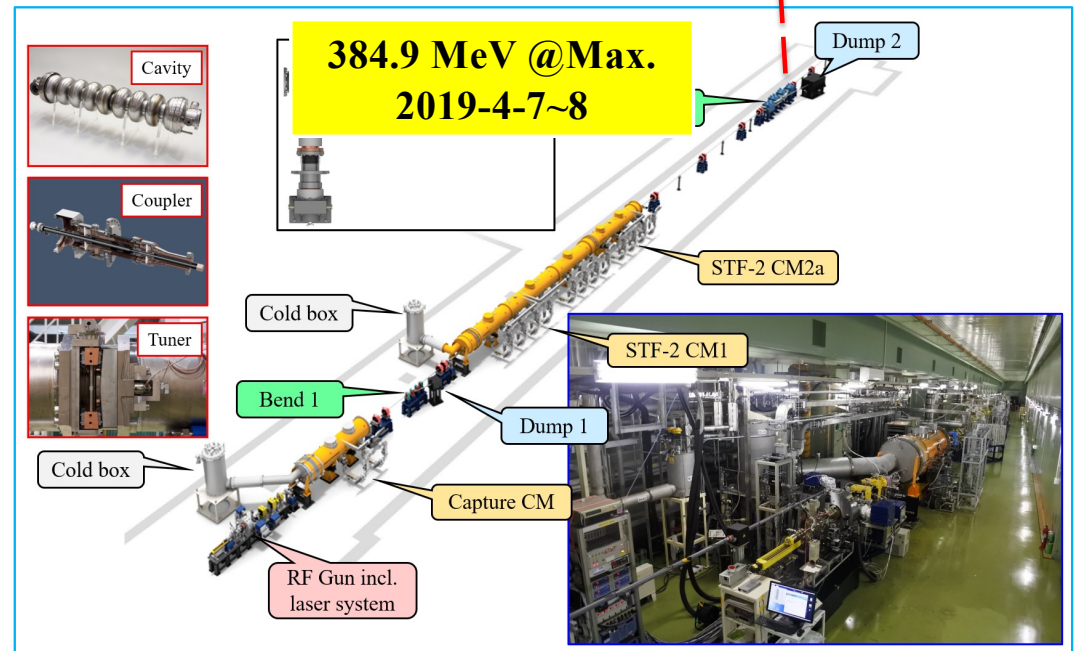 384.9 MeV @Max.
2019-4-7~8
Dump 2
Cavity
Coupler
Tuner
STF-2 CM2a
Cold box
STF-2 CM1
Bend 1
Dump 1
Cold box
Capture CM
RF Gun incl.
laser system